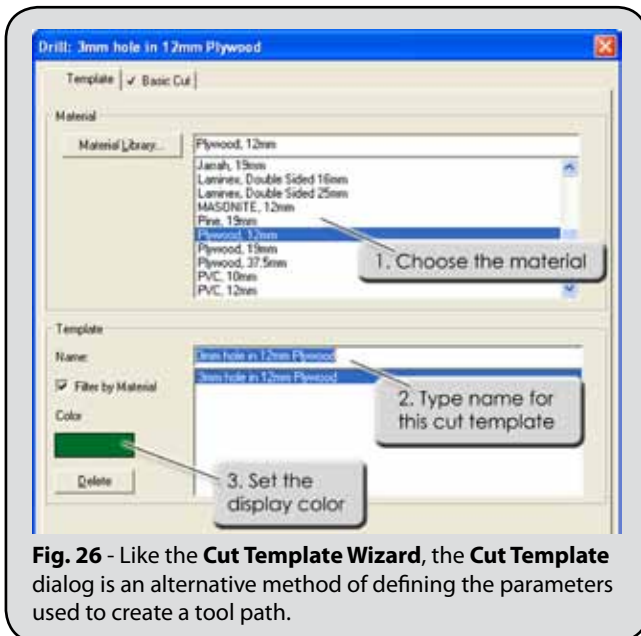 Drill: 3mm hole in 12mm Plywood
Template ✓ Basic Cut
Material
Material Library... Plywood, 12mm
Jarrah, 19mm
Laminex, Double Sided 16mm
Laminex, Double Sided 25mm
MASONITE, 12mm
Pine, 19mm
Plywood, 12mm
Plywood, 19mm
Plywood, 37.5mm
PVC, 10mm
PVC, 12mm
1. Choose the material
Template
Name: 3mm hole in 12mm Plywood
3mm hole in 12mm Plywood
Filter by Material
Color
Delete
2. Type name for
this cut template
3. Set the
display color
Fig. 26 - Like the Cut Template Wizard, the Cut Template
dialog is an alternative method of defining the parameters
used to create a tool path.